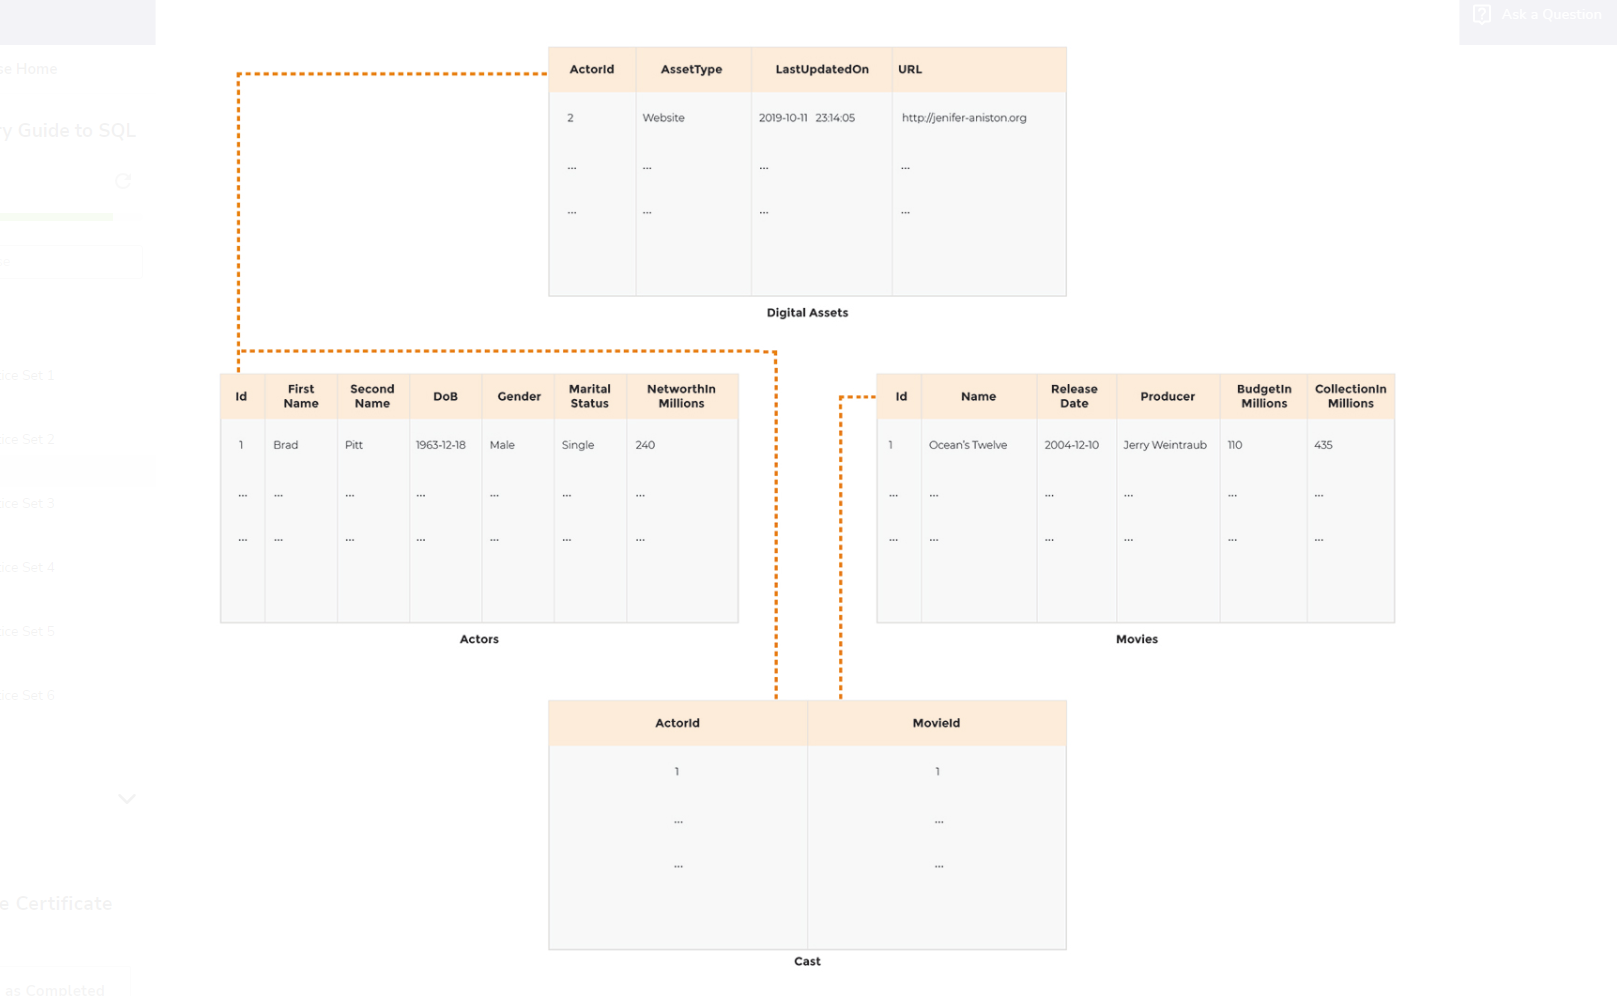 Ask a Question
se Home
ry Guide to SQL
ActorId AssetType LastUpdatedOn URL
2 Website 2019-10-11 23:14:05 http://jenifer-aniston.org
... ... ... ...
... ... ... ...
Digital Assets
Id First Name Second Name DoB Gender Marital Status NetworthIn Millions
1 Brad Pitt 1963-12-18 Male Single 240
... ... ... ... ... ... ...
... ... ... ... ... ... ...
Actors
Id Name Release Date Producer BudgetIn Millions CollectionIn Millions
1 Ocean's Twelve 2004-12-10 Jerry Weintraub 110 435
... ... ... ... ... ...
... ... ... ... ... ...
Movies
ActorId MovieId
1 1
... ...
... ...
Cast
ice Set 1
ice Set 2
ice Set 3
ice Set 4
ice Set 5
ice Set 6
e Certificate
as Completed